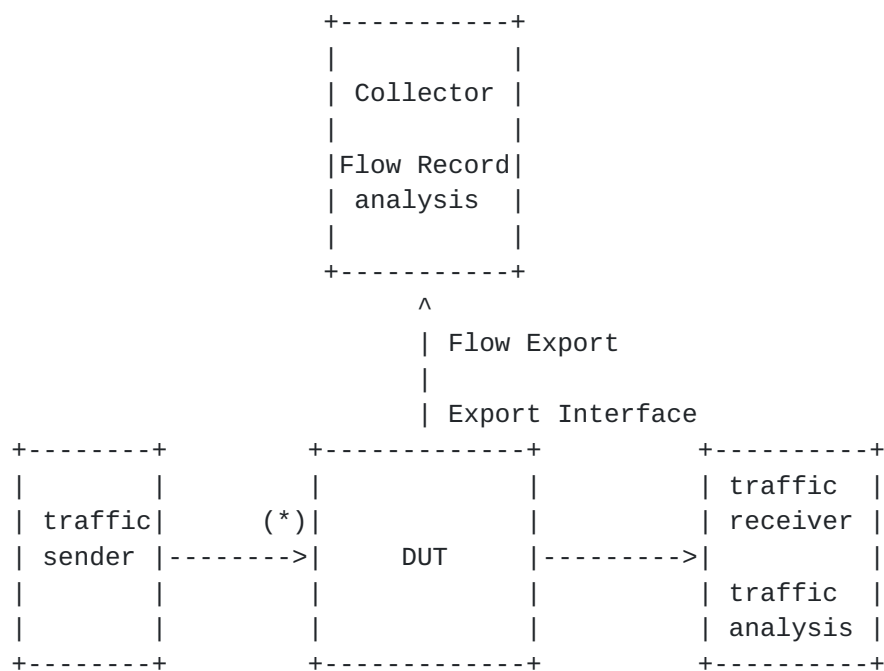 Collector
Flow Record
analysis
Flow Export
Export Interface
traffic
traffic (*) receiver
sender DUT
traffic
analysis